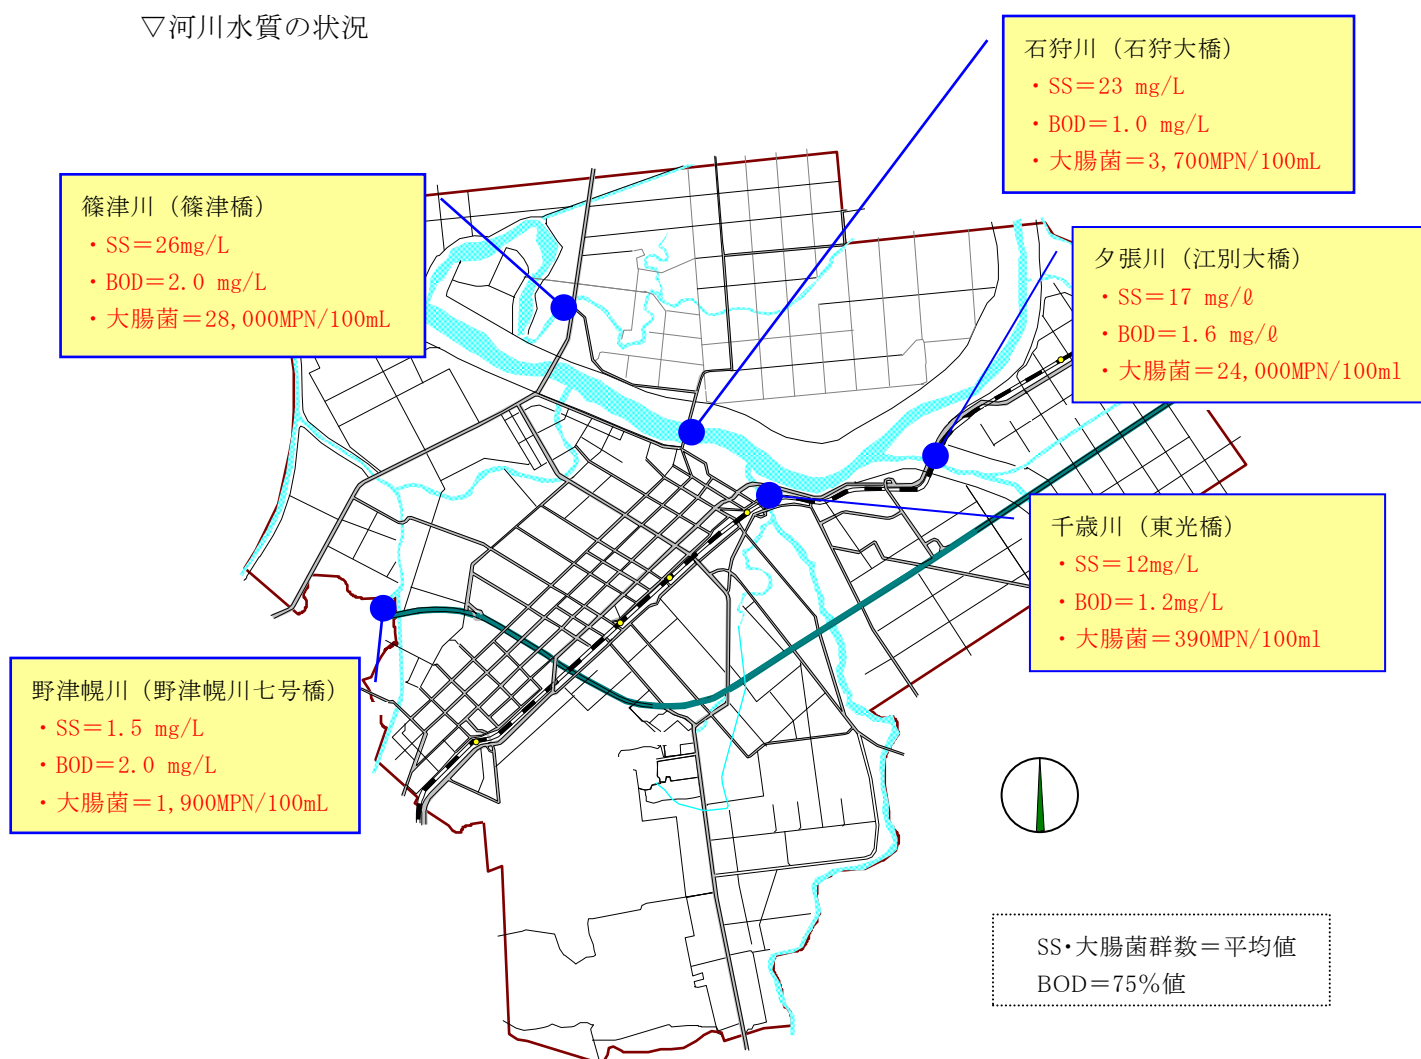 ▽河川水質の状況
石狩川（石狩大橋）
・SS＝23 mg/L
・BOD＝1.0 mg/L
・大腸菌＝3,700MPN/100mL
篠津川（篠津橋）
・SS＝26mg/L
・BOD＝2.0 mg/L
・大腸菌＝28,000MPN/100mL
夕張川（江別大橋）
・SS＝17 mg/ℓ
・BOD＝1.6 mg/ℓ
・大腸菌＝24,000MPN/100ml
千歳川（東光橋）
・SS＝12mg/L
・BOD＝1.2mg/L
・大腸菌＝390MPN/100ml
野津幌川（野津幌川七号橋）
・SS＝1.5 mg/L
・BOD＝2.0 mg/L
・大腸菌＝1,900MPN/100mL
SS・大腸菌群数＝平均値
BOD＝75％値